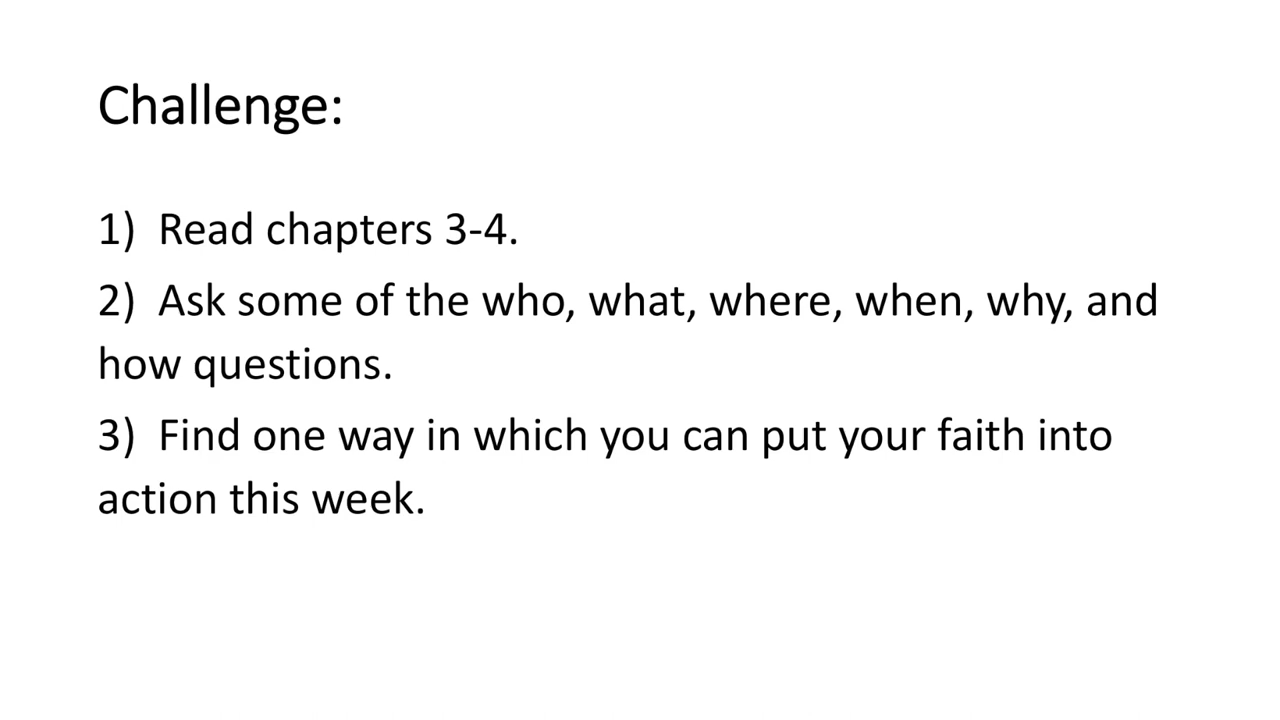 Challenge:
1)  Read chapters 3-4.
2)  Ask some of the who, what, where, when, why, and
how questions.
3)  Find one way in which you can put your faith into
action this week.